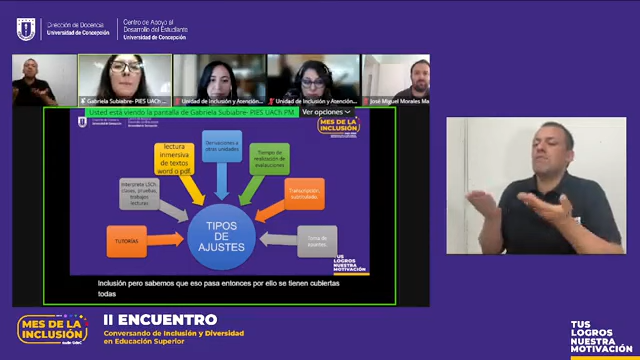 Dirección de Docencia
Universidad de Concepción
Centro de Apoyo al
Desarrollo del Estudiante
Universidad de Concepción
Gabriela Subiabre- PIES UACh
Unidad de Inclusión y Atención...
Unidad de Inclusión y Atención...
José Miguel Morales Ma
Usted está viendo la pantalla de Gabriela Subiabre- PIES UACh PM
Ver opciones
MES DE LA
INCLUSIÓN
lectura
inmersiva
de textos
word o pdf.
Derivaciones a
otras unidades
Tiempo de
realización de
evaluaciones
Interprete LSCh,
clases, pruebas,
trabajos
lecturas
Transcripción,
subtitulado.
TIPOS
DE
AJUSTES
TUTORÍAS
Toma de
apuntes.
TUS
LOGROS
NUESTRA
MOTIVACIÓN
Inclusión pero sabemos que eso pasa entonces por ello se tienen cubiertas
todas
MES DE LA
INCLUSIÓN
II ENCUENTRO
Conversando de Inclusión y Diversidad
en Educación Superior
TUS
LOGROS
NUESTRA
MOTIVACIÓN